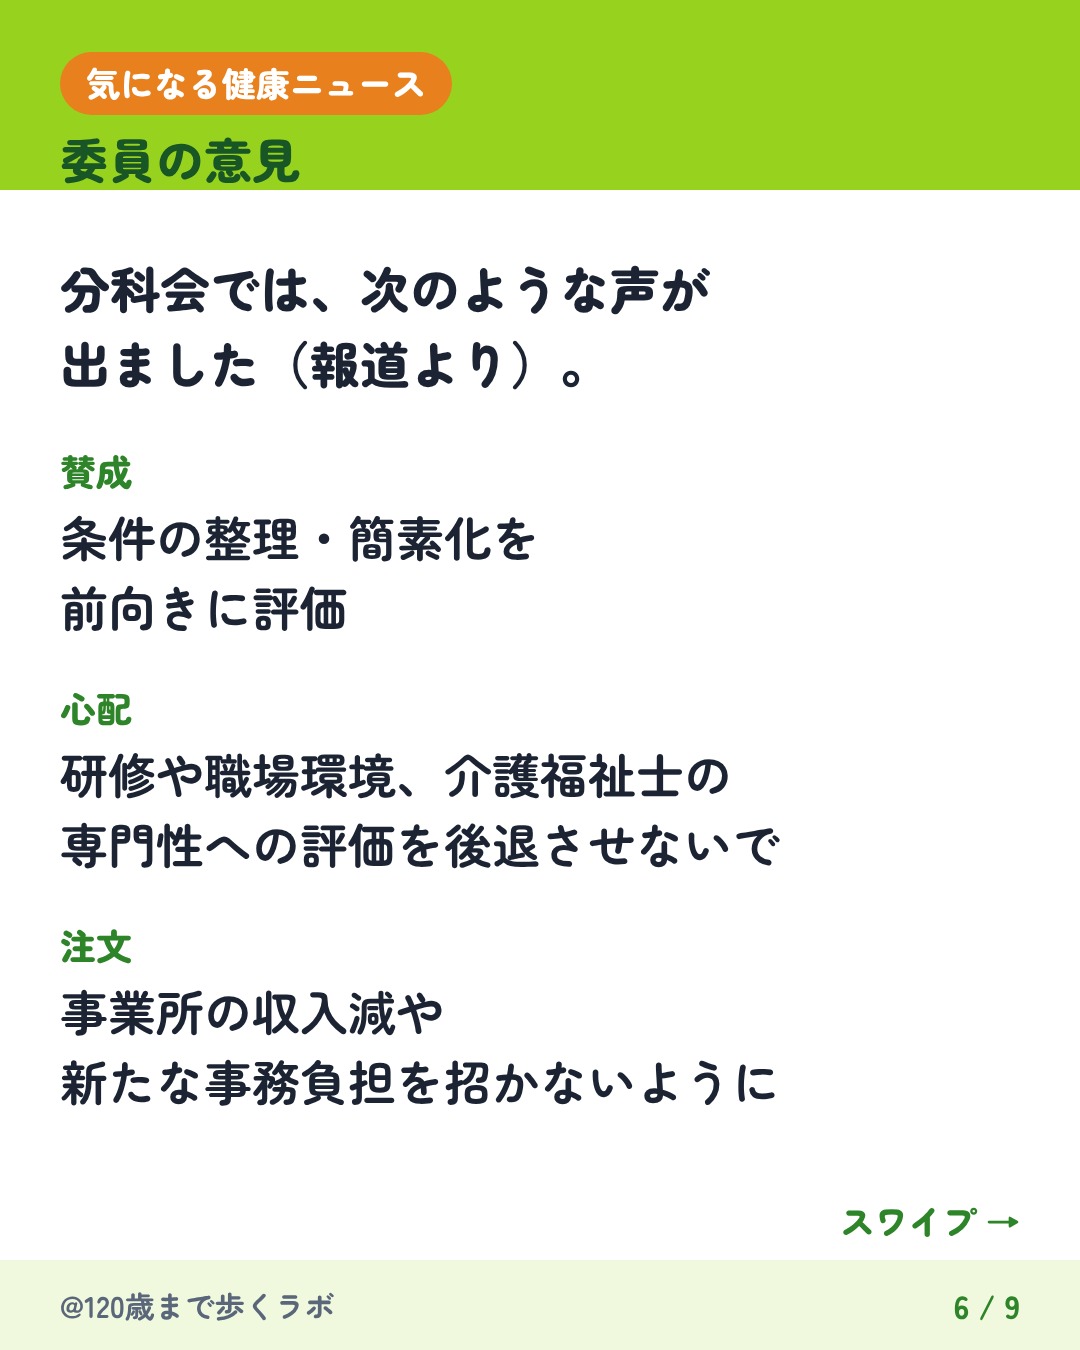 気になる健康ニュース
委員の意見
分科会では、次のような声が
出ました（報道より）。
賛成
条件の整理・簡素化を
前向きに評価
心配
研修や職場環境、介護福祉士の
専門性への評価を後退させないで
注文
事業所の収入減や
新たな事務負担を招かないように
スワイプ →
@120歳まで歩くラボ
6 / 9